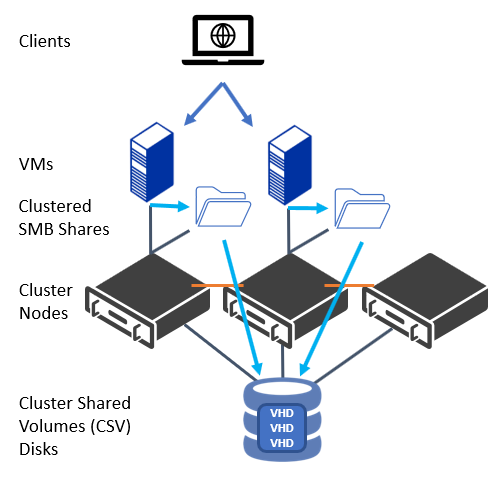 Clients
VMs
Clustered
SMB Shares
Cluster
Nodes
Cluster Shared
Volumes (CSV)
Disks
VHD
VHD
VHD